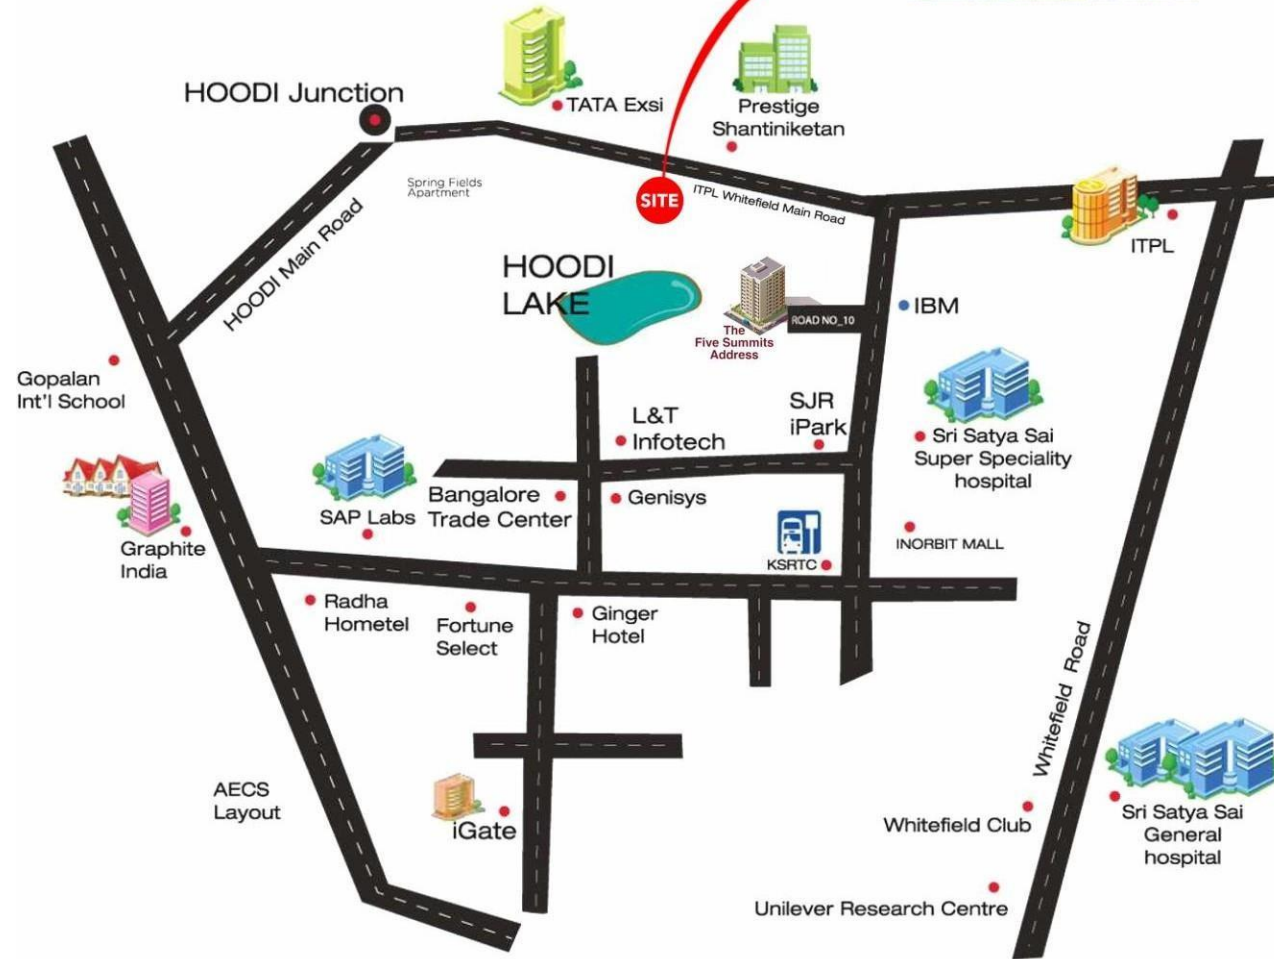 HOODI Junction
TATA Exsi
Prestige
Shantiniketan
Spring Fields
Apartment
SITE
ITPL Whitefield Main Road
HOODI Main Road
ITPL
HOODI
LAKE
IBM
ROAD NO_10
The
Five Summits
Address
Gopalan
Int'l School
L&T
Infotech
SJR
iPark
Sri Satya Sai
Super Speciality
hospital
SAP Labs
Bangalore
Trade Center
Genisys
Graphite
India
KSRTC
INORBIT MALL
Radha
Hometel
Fortune
Select
Ginger
Hotel
Whitefield Road
AECS
Layout
iGate
Whitefield Club
Sri Satya Sai
General
hospital
Unilever Research Centre